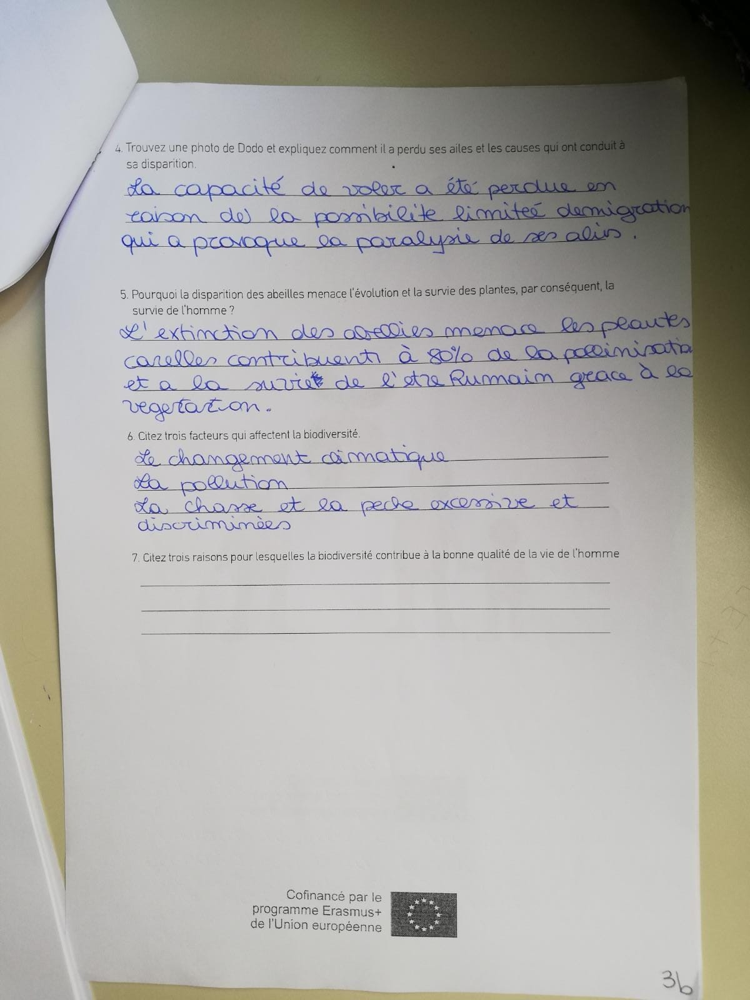 4. Trouvez une photo de Dodo et expliquez comment il a perdu ses ailes et les causes qui ont conduit à
sa disparition.
La capacité de voler a été perdue en
raison de la possibilite limiteé demigration
qui a provoque la paralysie de ses alies.
5. Pourquoi la disparition des abeilles menace l'évolution et la survie des plantes, par conséquent, la
survie de l'homme ?
L'extinction des abellies menace les plautes
carelles contribuent à 80% de la pollinisatio
et a la survie de l'etre Rumain grace à la
vegetation.
6. Citez trois facteurs qui affectent la biodiversité.
Le changement climatique
La pollution
La chasse et la peche excessive et
discriminèes
7. Citez trois raisons pour lesquelles la biodiversité contribue à la bonne qualité de la vie de l'homme
Cofinancé par le
programme Erasmus+
de l'Union européenne
3b